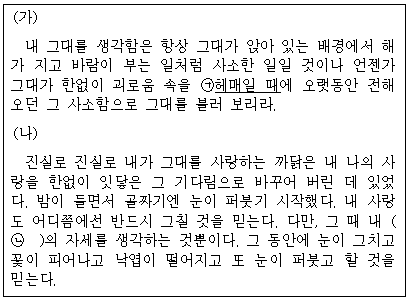 (가)
내 그대를 생각함은 항상 그대가 앉아 있는 배경에서 해
가 지고 바람이 부는 일처럼 사소한 일일 것이나 언젠가
그대가 한없이 괴로움 속을 ㉠헤매일 때에 오랫동안 전해
오던 그 사소함으로 그대를 불러 보리라.
(나)
진실로 진실로 내가 그대를 사랑하는 까닭은 내 나의 사
랑을 한없이 잇닿은 그 기다림으로 바꾸어 버린 데 있었
다. 밤이 들면서 골짜기엔 눈이 퍼붓기 시작했다. 내 사랑
도 어디쯤에선 반드시 그칠 것을 믿는다. 다만, 그 때 내 (
㉡ )의 자세를 생각하는 것뿐이다. 그 동안에 눈이 그치고
꽃이 피어나고 낙엽이 떨어지고 또 눈이 퍼붓고 할 것을
믿는다.